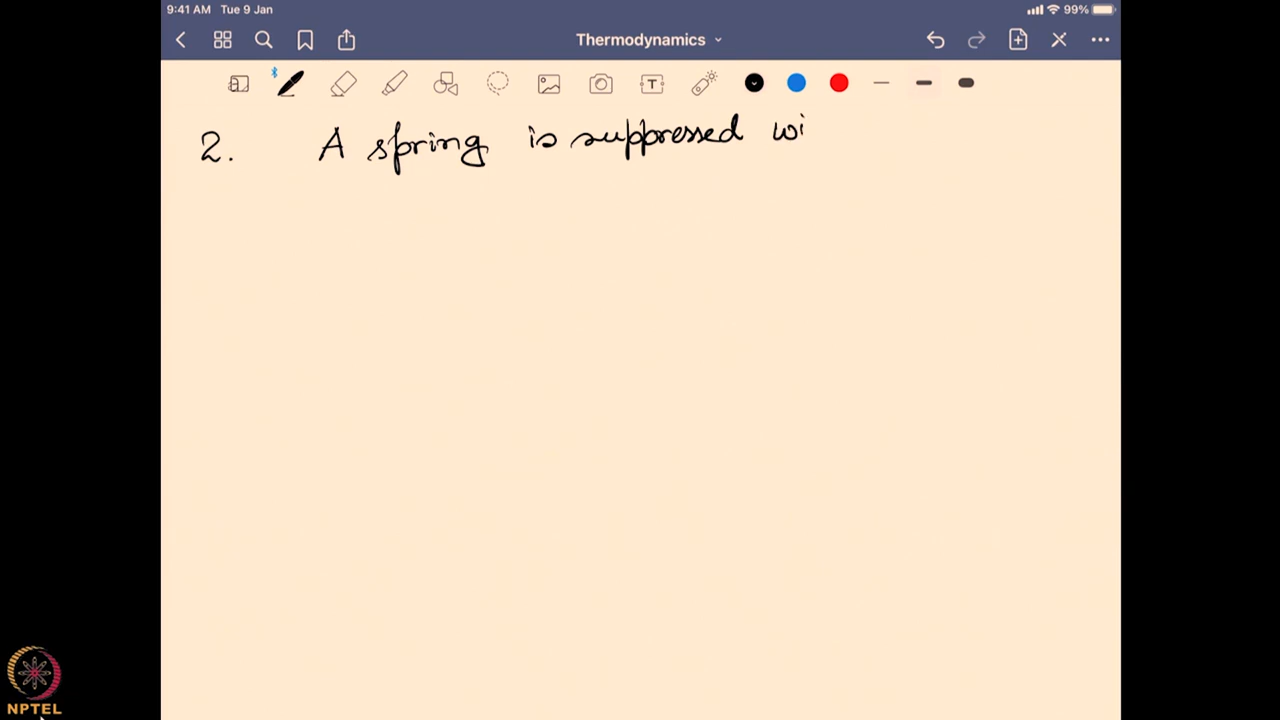 9:41 AM Tue 9 Jan 99%
Thermodynamics
T
2. A spring is suppressed wi
NPTEL